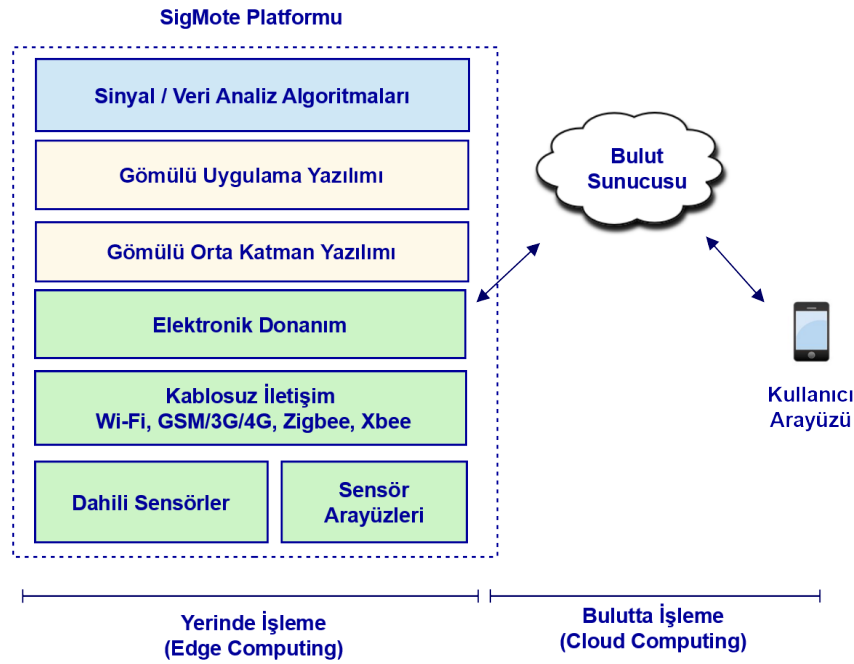 SigMote Platformu
Sinyal / Veri Analiz Algoritmaları
Gömülü Uygulama Yazılımı
Gömülü Orta Katman Yazılımı
Elektronik Donanım
Kablosuz İletişim
Wi-Fi, GSM/3G/4G, Zigbee, Xbee
Dahili Sensörler
Sensör
Arayüzleri
Bulut
Sunucusu
Kullanıcı
Arayüzü
Yerinde İşleme
(Edge Computing)
Bulutta İşleme
(Cloud Computing)